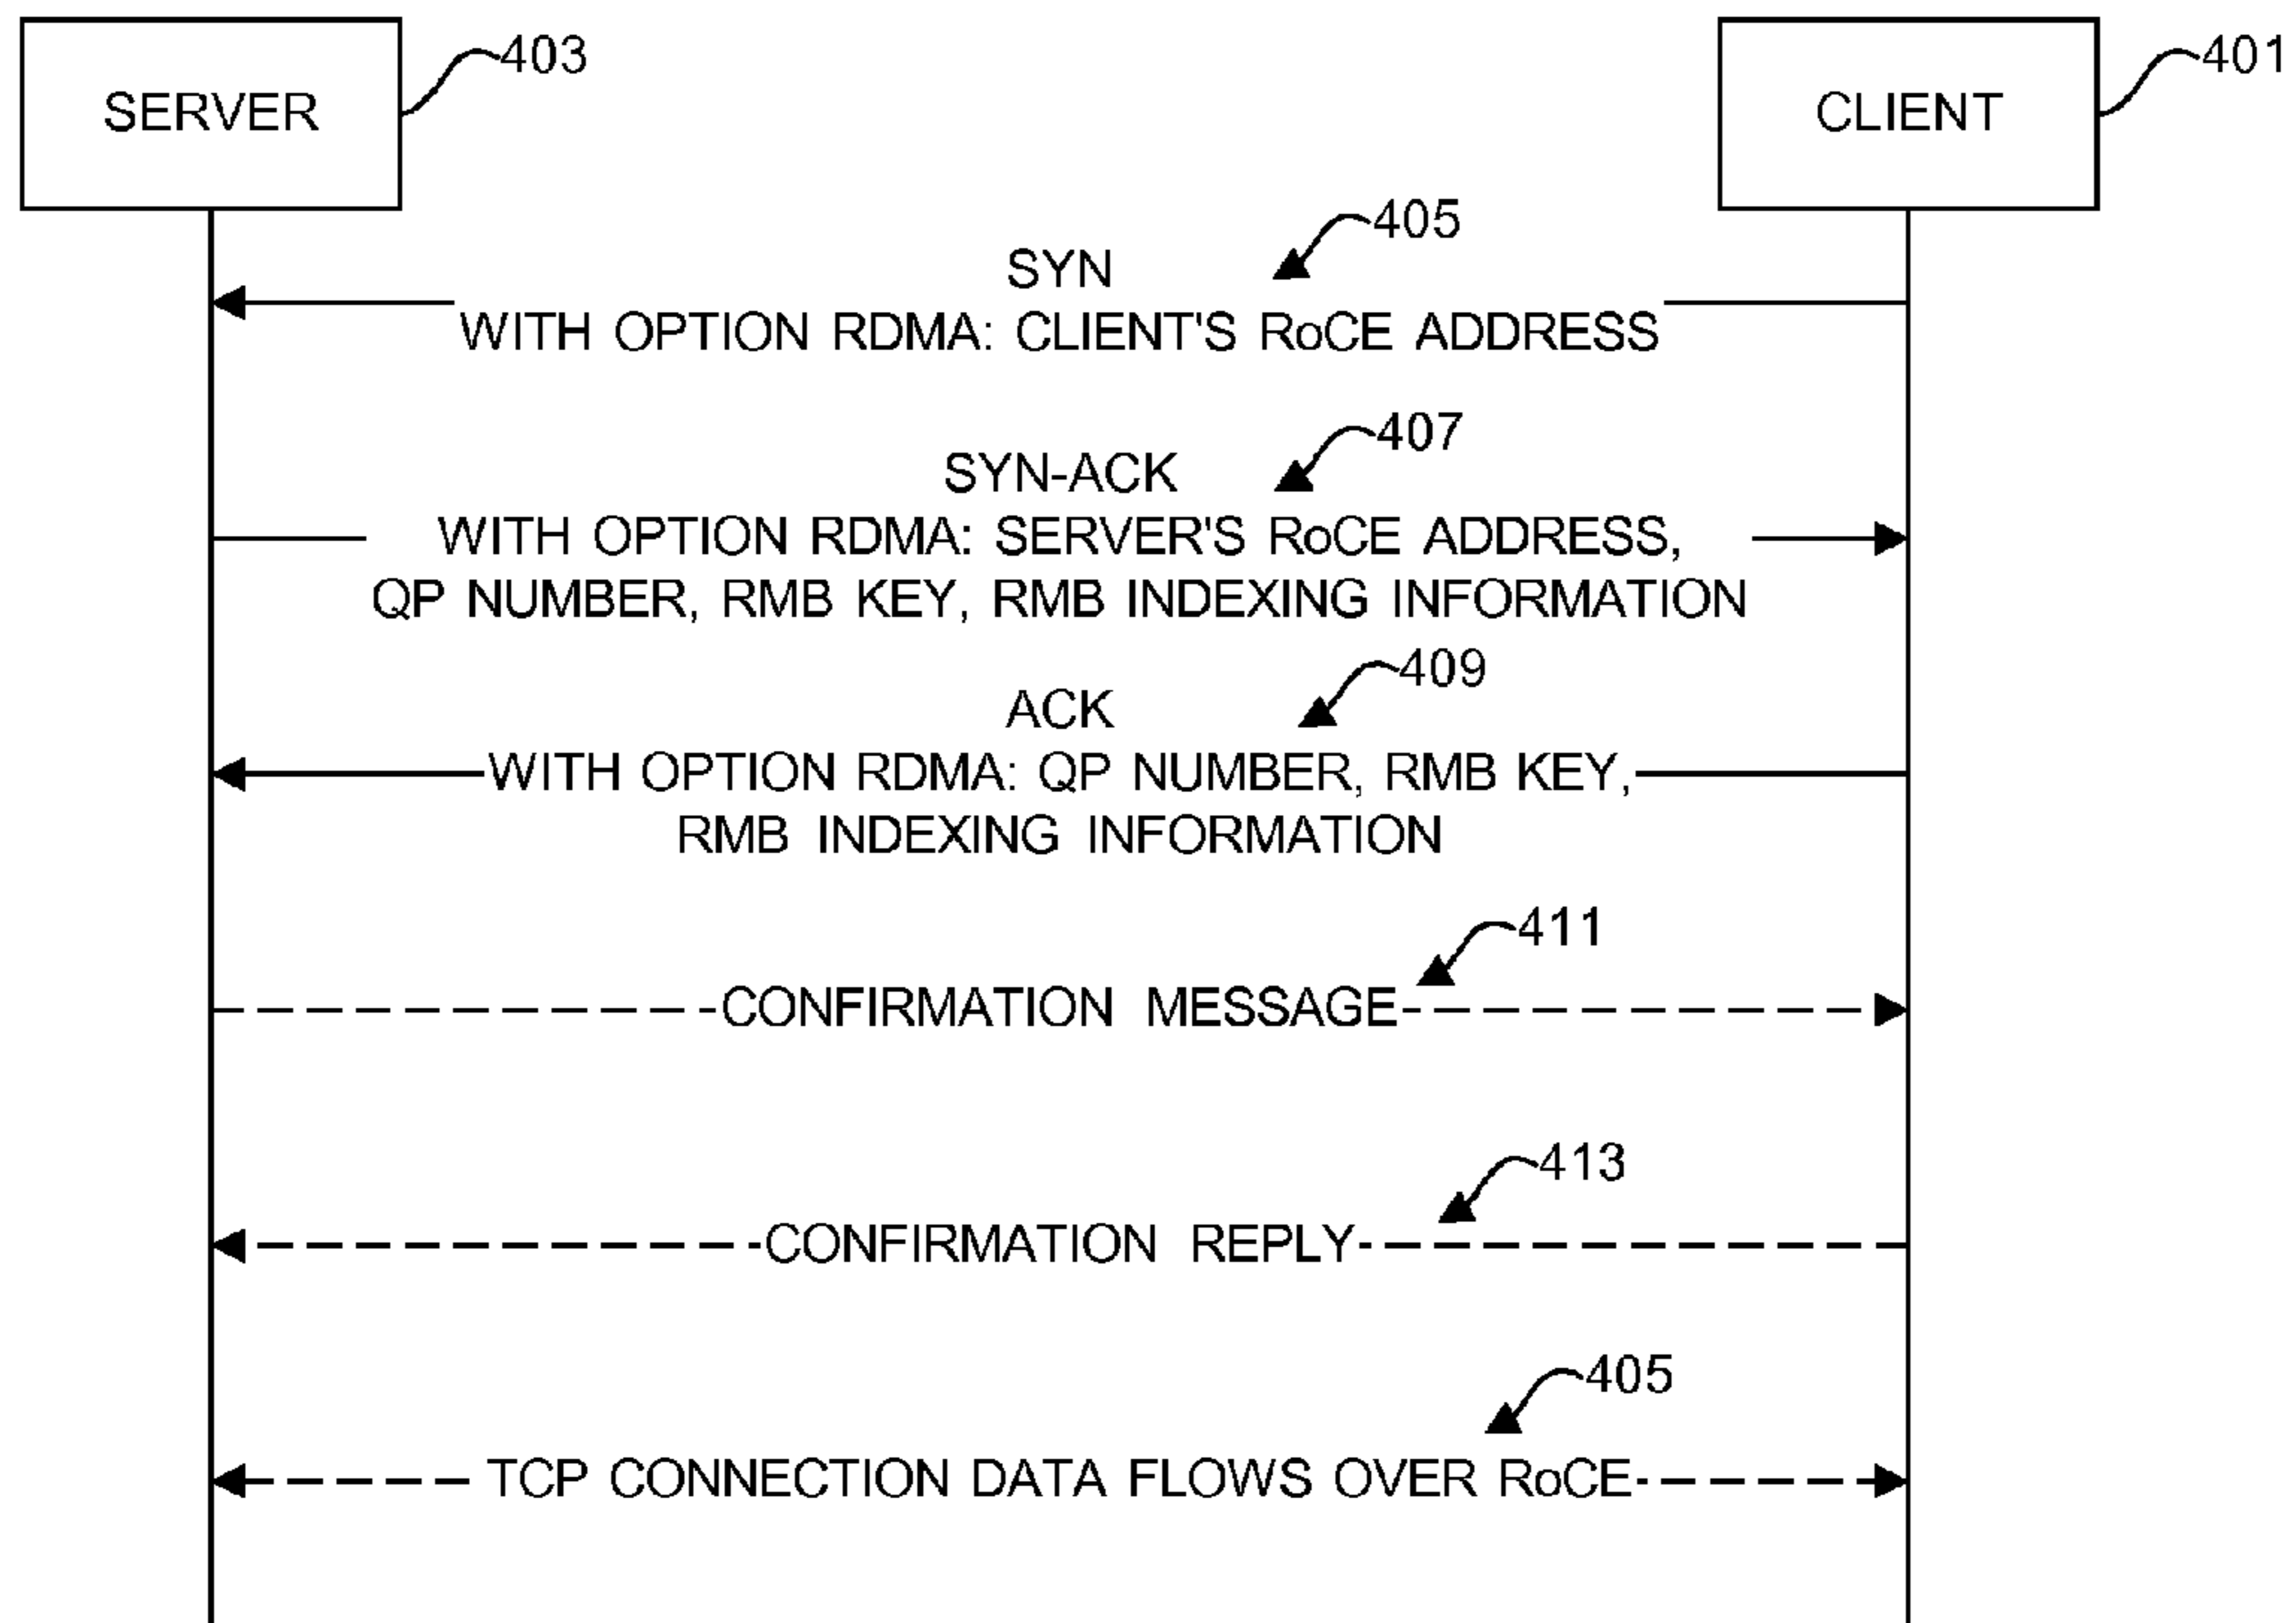 SERVER
403
CLIENT
401
405
SYN
WITH OPTION RDMA: CLIENT'S RoCE ADDRESS
407
SYN-ACK
WITH OPTION RDMA: SERVER'S RoCE ADDRESS,
QP NUMBER, RMB KEY, RMB INDEXING INFORMATION
409
ACK
WITH OPTION RDMA: QP NUMBER, RMB KEY,
RMB INDEXING INFORMATION
411
CONFIRMATION MESSAGE
413
CONFIRMATION REPLY
405
TCP CONNECTION DATA FLOWS OVER RoCE